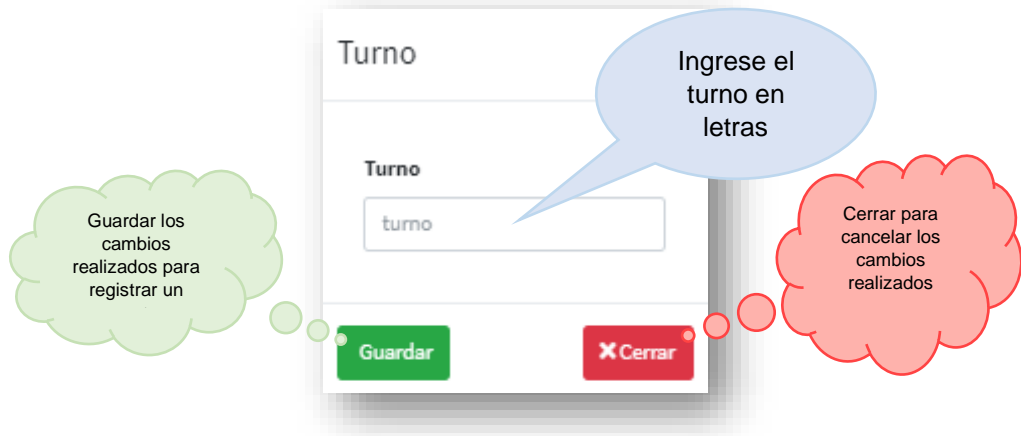 Turno
Ingrese el
turno en
letras
Turno
turno
Guardar los
cambios
realizados para
registrar un
Cerrar para
cancelar los
cambios
realizados
Guardar
Cerrar